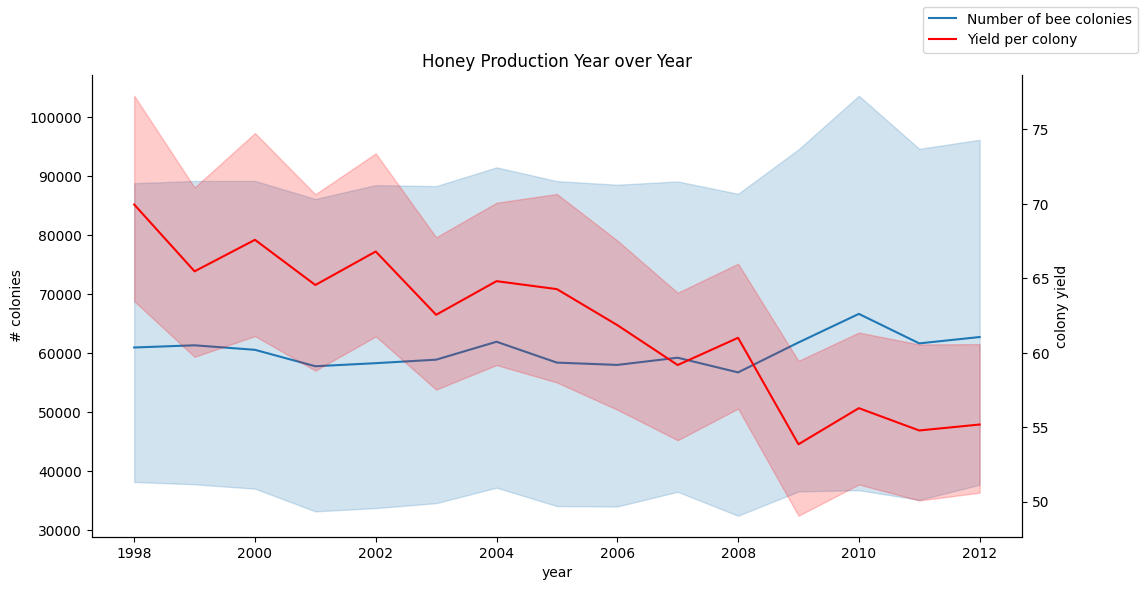 Number of bee colonies
Yield per colony
Honey Production Year over Year
100000
90000
80000
70000
60000
50000
40000
30000
# colonies
75
70
65
60
55
50
colony yield
1998 2000 2002 2004 2006 2008 2010 2012
year